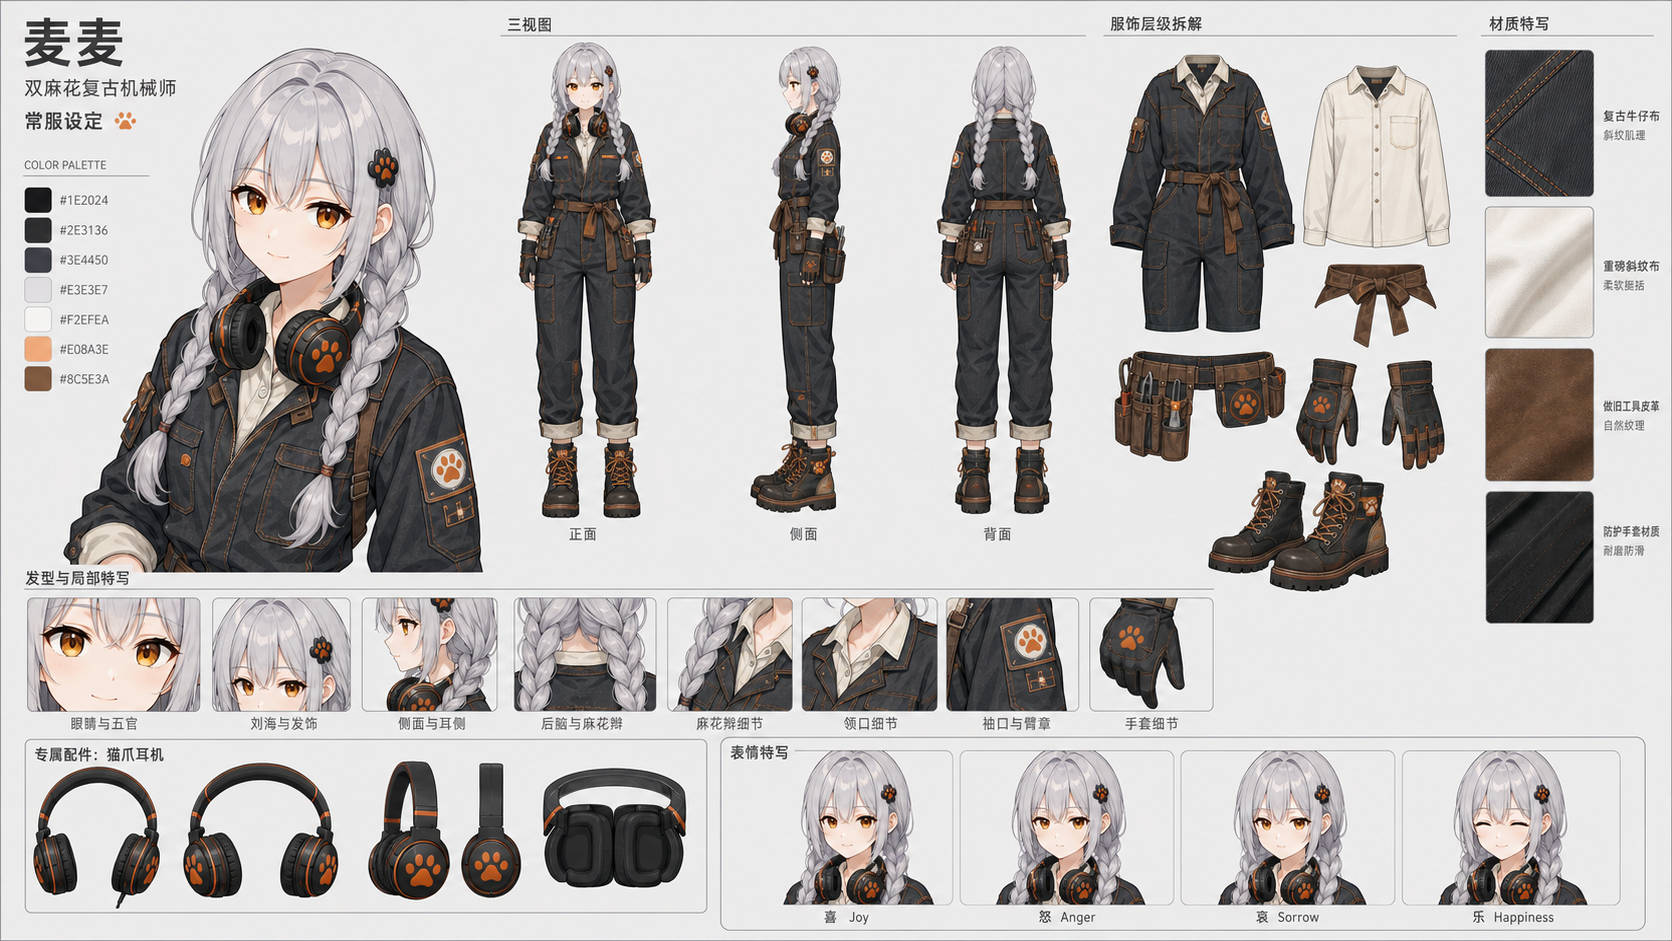 麦麦
双麻花复古机械师
常服设定
COLOR PALETTE
#1E2024
#2E3136
#3E4450
#E3E3E7
#F2EFEA
#E08A3E
#8C5E3A
三视图
正面
侧面
背面
服饰层级拆解
材质特写
复古牛仔布
斜纹肌理
重磅斜纹布
柔软挺括
做旧工具皮革
自然纹理
防护手套材质
耐磨防滑
发型与局部特写
眼睛与五官
刘海与发饰
侧面与耳侧
后脑与麻花辫
麻花辫细节
领口细节
袖口与臂章
手套细节
专属配件：猫爪耳机
表情特写
喜 Joy
怒 Anger
哀 Sorrow
乐 Happiness